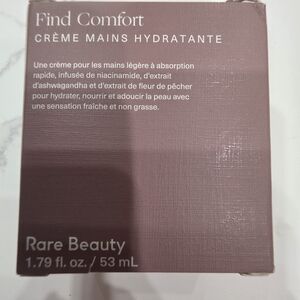 Find Comfort
CRÈME MAINS HYDRATANTE
Une crème pour les mains légère à absorption
rapide, infusée de niacinamide, d'extrait
d'ashwagandha et d'extrait de fleur de pêcher
pour hydrater, nourrir et adoucir la peau avec
une sensation fraîche et non grasse.
Rare Beauty
1.79 fl. oz. / 53 mL